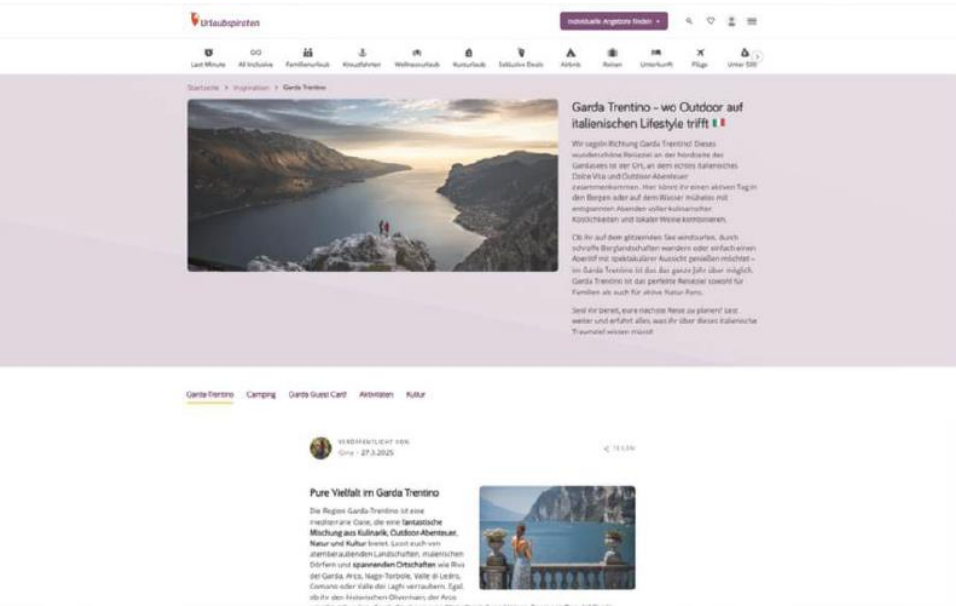 Urlaubspiraten
Individuelle Angebote finden
Last Minute All Inclusive Familienurlaub Kreuzfahrten Wellnessurlaub Kurzurlaub Exklusive Deals Airbnb Reisen Unterkunft Flüge Unter 500
Startseite > Inspiration > Garda Trentino
Garda Trentino - wo Outdoor auf
italienischen Lifestyle trifft
Wir segeln Richtung Garda Trentino! Dieses
wunderschöne Reiseziel an der Nordseite des
Gardasees ist der Ort, an dem echtes italienisches
Dolce Vita und Outdoor-Abenteuer
zusammenkommen. Hier könnt ihr einen aktiven Tag in
den Bergen oder auf dem Wasser mühelos mit
entspannten Abenden voller kulinarischer
Köstlichkeiten und lokaler Weine kombinieren.
Ob ihr auf dem glitzernden See windsurfen, durch
schroffe Berglandschaften wandern oder einfach einen
Aperitif mit spektakulärer Aussicht genießen möchtet –
im Garda Trentino ist das das ganze Jahr über möglich.
Garda Trentino ist das perfekte Reiseziel sowohl für
Familien als auch für aktive Natur-Fans.
Seid ihr bereit, eure nächste Reise zu planen? Lest
weiter und erfahrt alles, was ihr über dieses italienische
Traumziel wissen müsst!
Garda Trentino Camping Garda Guest Card Aktivitäten Kultur
VERÖFFENTLICHT VON
Gina - 27.3.2025
TEILEN
Pure Vielfalt im Garda Trentino
Die Region Garda Trentino ist eine
mediterrane Oase, die eine fantastische
Mischung aus Kulinarik, Outdoor-Abenteuer,
Natur und Kultur bietet. Lasst euch von
atemberaubenden Landschaften, malerischen
Dörfern und spannenden Ortschaften wie Riva
del Garda, Arco, Nago-Torbole, Valle di Ledro,
Comano oder Valle dei Laghi verzaubern. Egal,
ob ihr den historischen Olivenhain der Arco